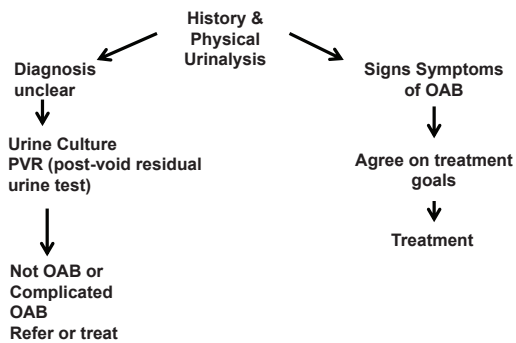 History &
Physical
Urinalysis
Diagnosis
unclear
Signs Symptoms
of OAB
Urine Culture
PVR (post-void residual
urine test)
Agree on treatment
goals
Treatment
Not OAB or
Complicated
OAB
Refer or treat